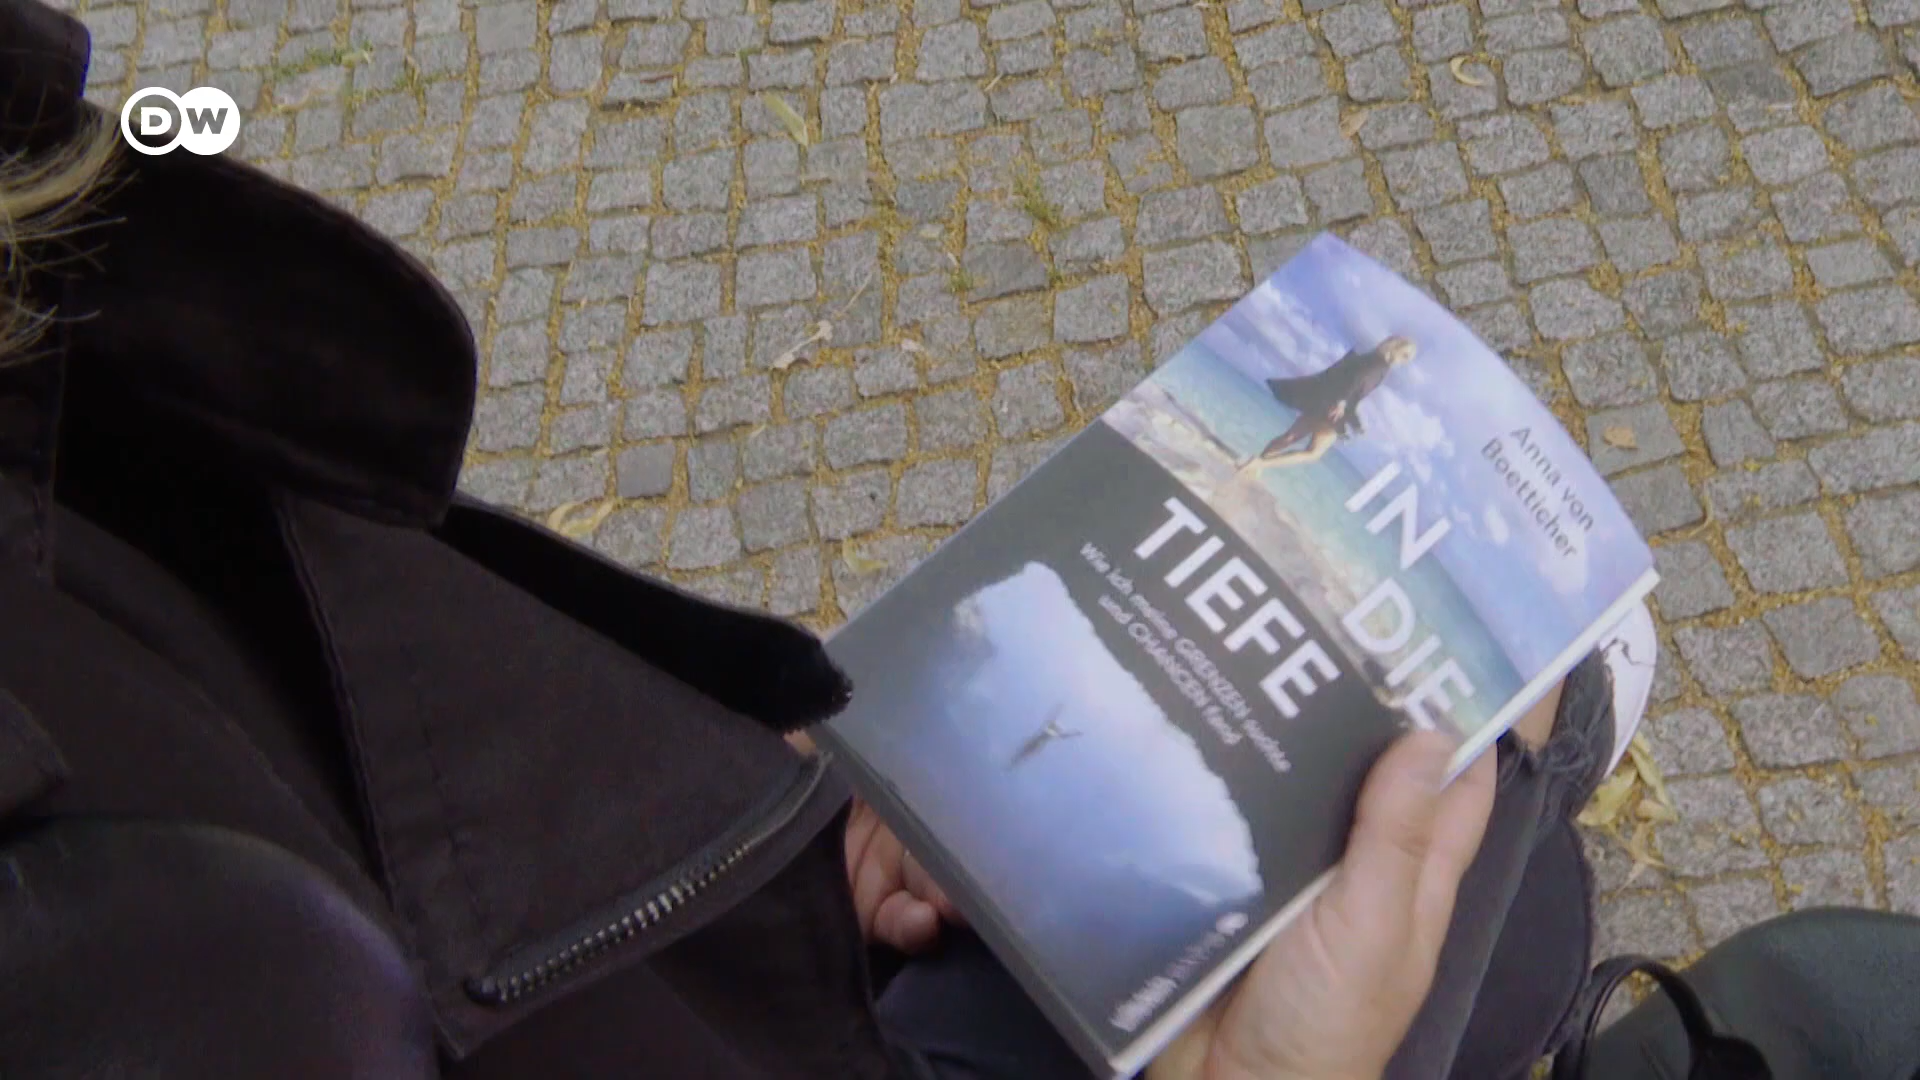 DW
Anna von
Boetticher
IN
DIE
TIEFE
Wie ich meine GRENZEN suchte
und CHANCEN fand